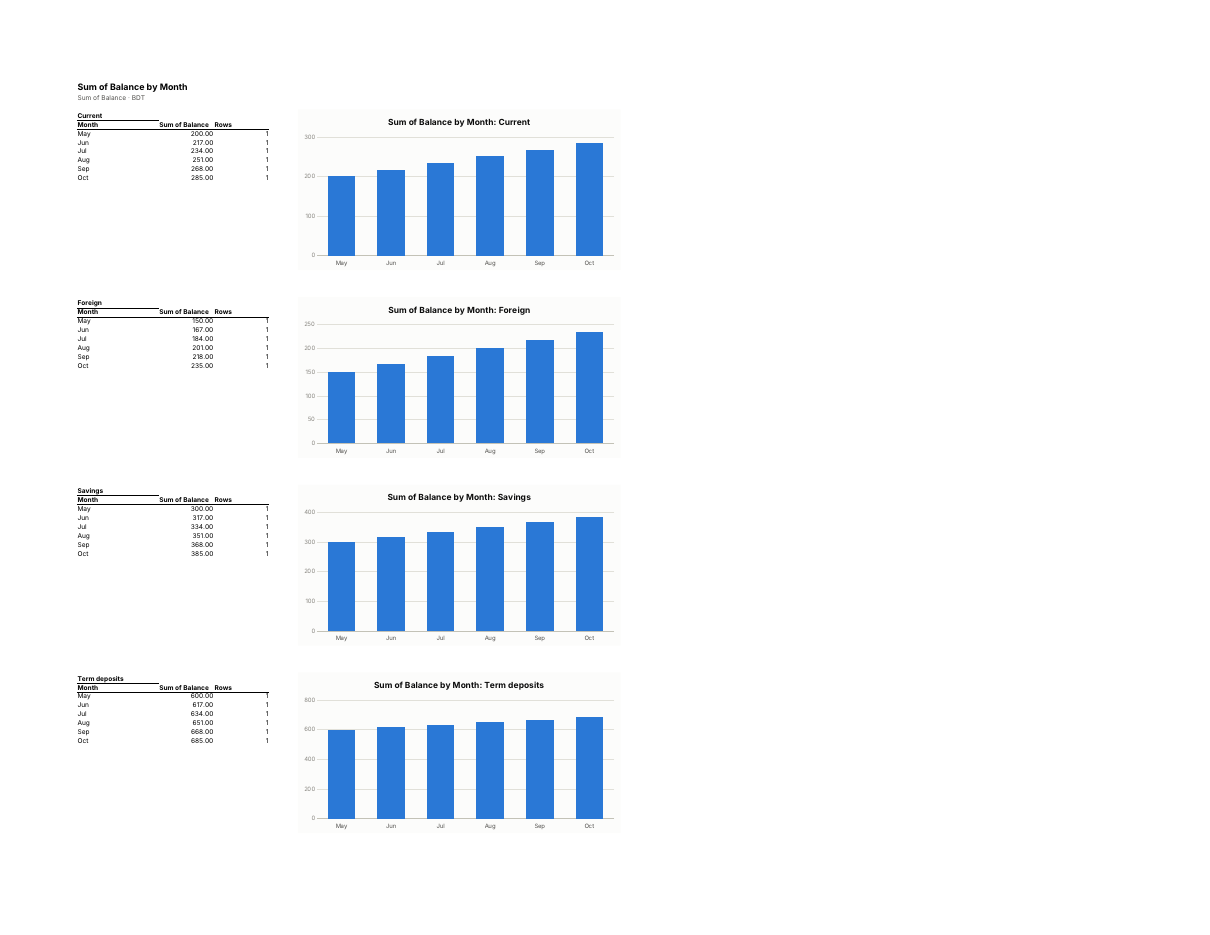 Sum of Balance by Month
Sum of Balance · BDT
Current
Month Sum of Balance Rows
May 200.00 1
Jun 217.00 1
Jul 234.00 1
Aug 251.00 1
Sep 268.00 1
Oct 285.00 1
Sum of Balance by Month: Current
300
200
100
0
May Jun Jul Aug Sep Oct
Foreign
Month Sum of Balance Rows
May 150.00 1
Jun 167.00 1
Jul 184.00 1
Aug 201.00 1
Sep 218.00 1
Oct 235.00 1
Sum of Balance by Month: Foreign
250
200
150
100
50
0
May Jun Jul Aug Sep Oct
Savings
Month Sum of Balance Rows
May 300.00 1
Jun 317.00 1
Jul 334.00 1
Aug 351.00 1
Sep 368.00 1
Oct 385.00 1
Sum of Balance by Month: Savings
400
300
200
100
0
May Jun Jul Aug Sep Oct
Term deposits
Month Sum of Balance Rows
May 600.00 1
Jun 617.00 1
Jul 634.00 1
Aug 651.00 1
Sep 668.00 1
Oct 685.00 1
Sum of Balance by Month: Term deposits
800
600
400
200
0
May Jun Jul Aug Sep Oct